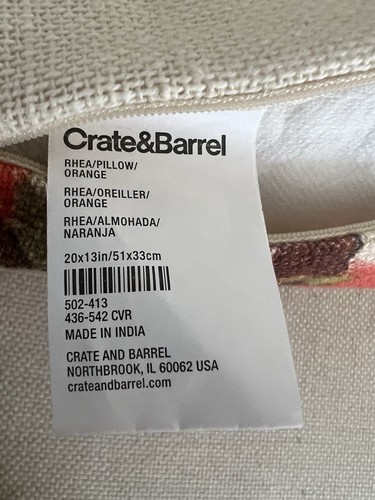 Crate&Barrel
RHEA/PILLOW/
ORANGE
RHEA/OREILLER/
ORANGE
RHEA/ALMOHADA/
NARANJA
20x13in/51x33cm
502-413
436-542 CVR
MADE IN INDIA
CRATE AND BARREL
NORTHBROOK, IL 60062 USA
crateandbarrel.com